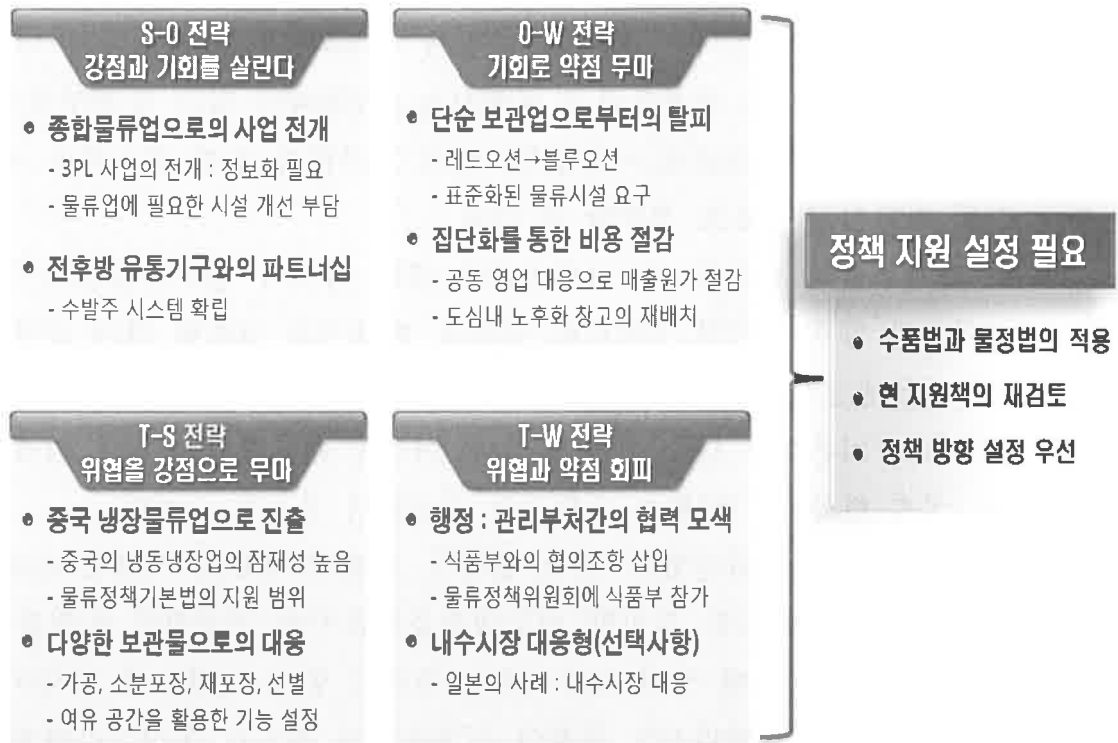 S-O 전략
강점과 기회를 살린다
• 종합물류업으로의 사업 전개
- 3PL 사업의 전개 : 정보화 필요
- 물류업에 필요한 시설 개선 부담
• 전후방 유통기구와의 파트너십
- 수발주 시스템 확립
O-W 전략
기회로 약점 무마
• 단순 보관업으로부터의 탈피
- 레드오션→블루오션
- 표준화된 물류시설 요구
• 집단화를 통한 비용 절감
- 공동 영업 대응으로 매출원가 절감
- 도심내 노후화 창고의 재배치
T-S 전략
위협을 강점으로 무마
• 중국 냉장물류업으로 진출
- 중국의 냉동냉장업의 잠재성 높음
- 물류정책기본법의 지원 범위
• 다양한 보관물으로의 대응
- 가공, 소분포장, 재포장, 선별
- 여유 공간을 활용한 기능 설정
T-W 전략
위협과 약점 회피
• 행정 : 관리부처간의 협력 모색
- 식품부와의 협의조항 삽입
- 물류정책위원회에 식품부 참가
• 내수시장 대응형(선택사항)
- 일본의 사례 : 내수시장 대응
정책 지원 설정 필요
• 수품법과 물정법의 적용
• 현 지원책의 재검토
• 정책 방향 설정 우선